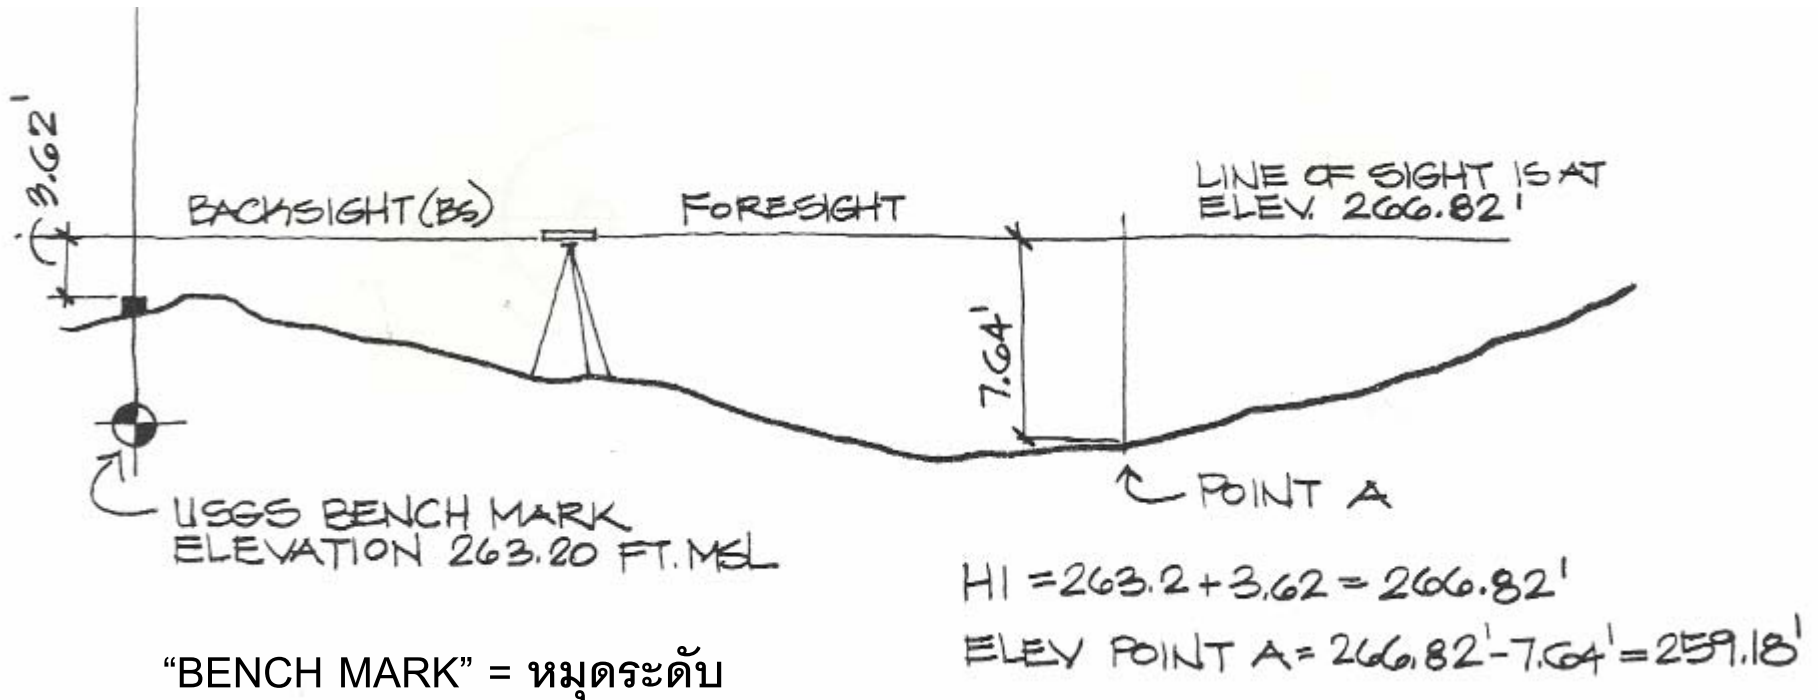 3.62'
BACKSIGHT (BS)
FORESIGHT
LINE OF SIGHT IS AT
ELEV. 266.82'
7.64'
POINT A
USGS BENCH MARK
ELEVATION 263.20 FT. MSL
HI = 263.2 + 3.62 = 266.82'
ELEV POINT A = 266.82' - 7.64' = 259.18'
“BENCH MARK” = หมุดระดับ